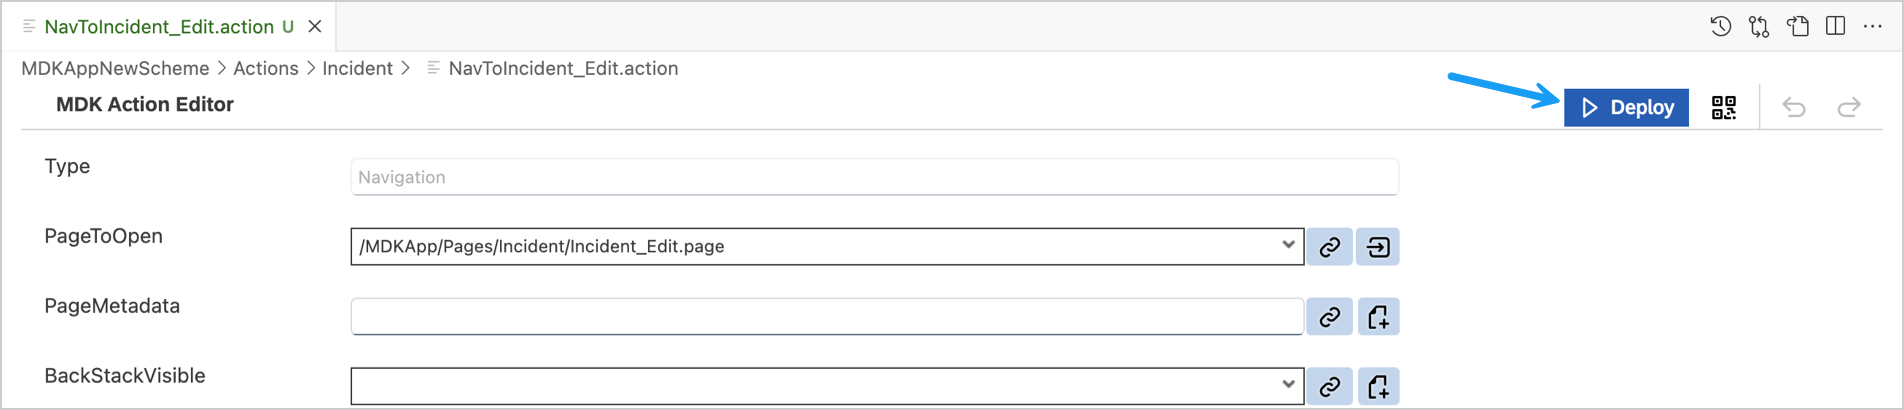 NavToIncident_Edit.action U
MDKAppNewScheme > Actions > Incident > NavToIncident_Edit.action
MDK Action Editor
Deploy
Type
Navigation
PageToOpen
/MDKApp/Pages/Incident/Incident_Edit.page
PageMetadata
BackStackVisible